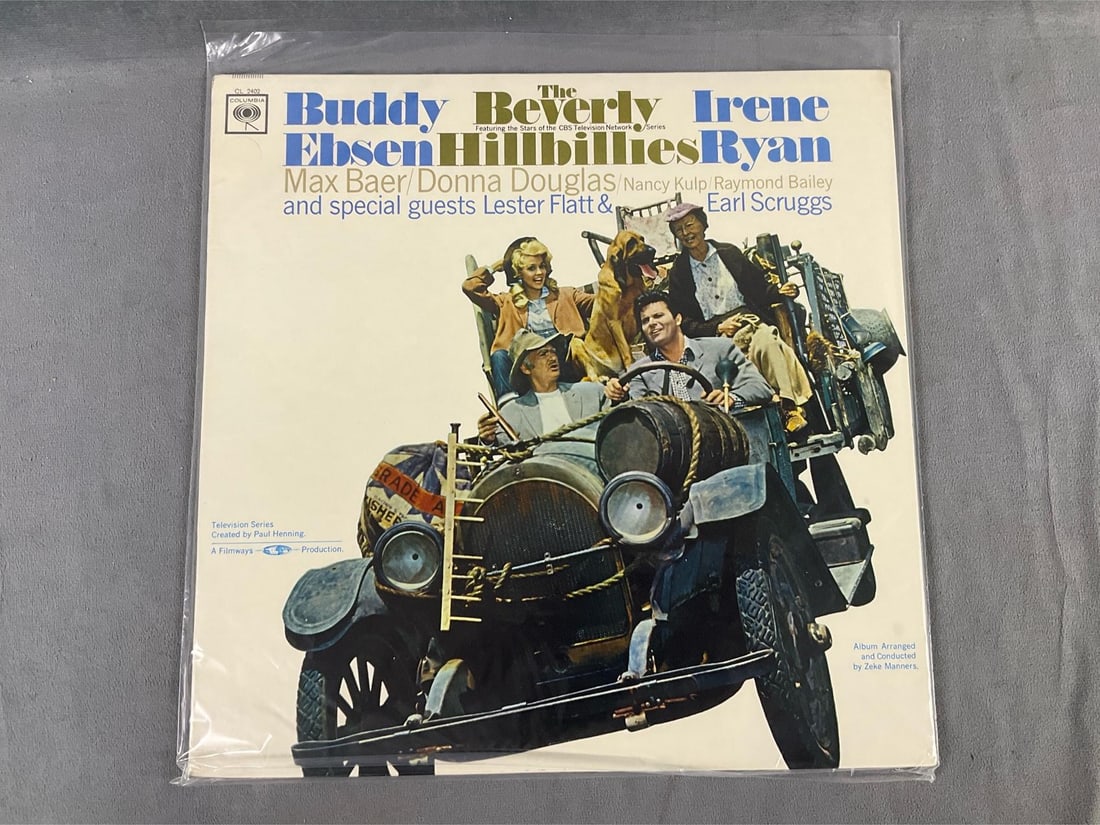 CL 2402
COLUMBIA
Buddy The Beverly Irene
Featuring the Stars of the CBS Television Network Series
Ebsen Hillbillies Ryan
Max Baer/Donna Douglas/Nancy Kulp/Raymond Bailey
and special guests Lester Flatt & Earl Scruggs
GRADE A
FISHER
Television Series
Created by Paul Henning.
A Filmways Production.
Album Arranged
and Conducted
by Zeke Manners.